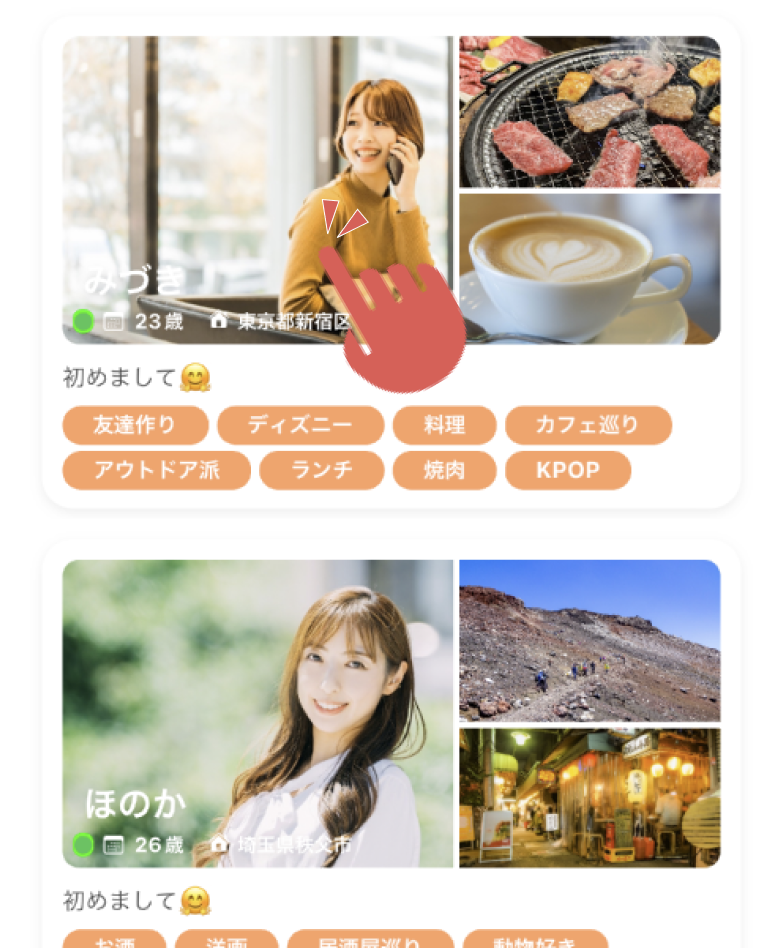 みづき
23歳 東京都新宿区
初めまして🤗
友達作り ディズニー 料理 カフェ巡り
アウトドア派 ランチ 焼肉 KPOP
ほのか
26歳 埼玉県秩父市
初めまして🤗
お酒 洋画 居酒屋巡り 動物好き